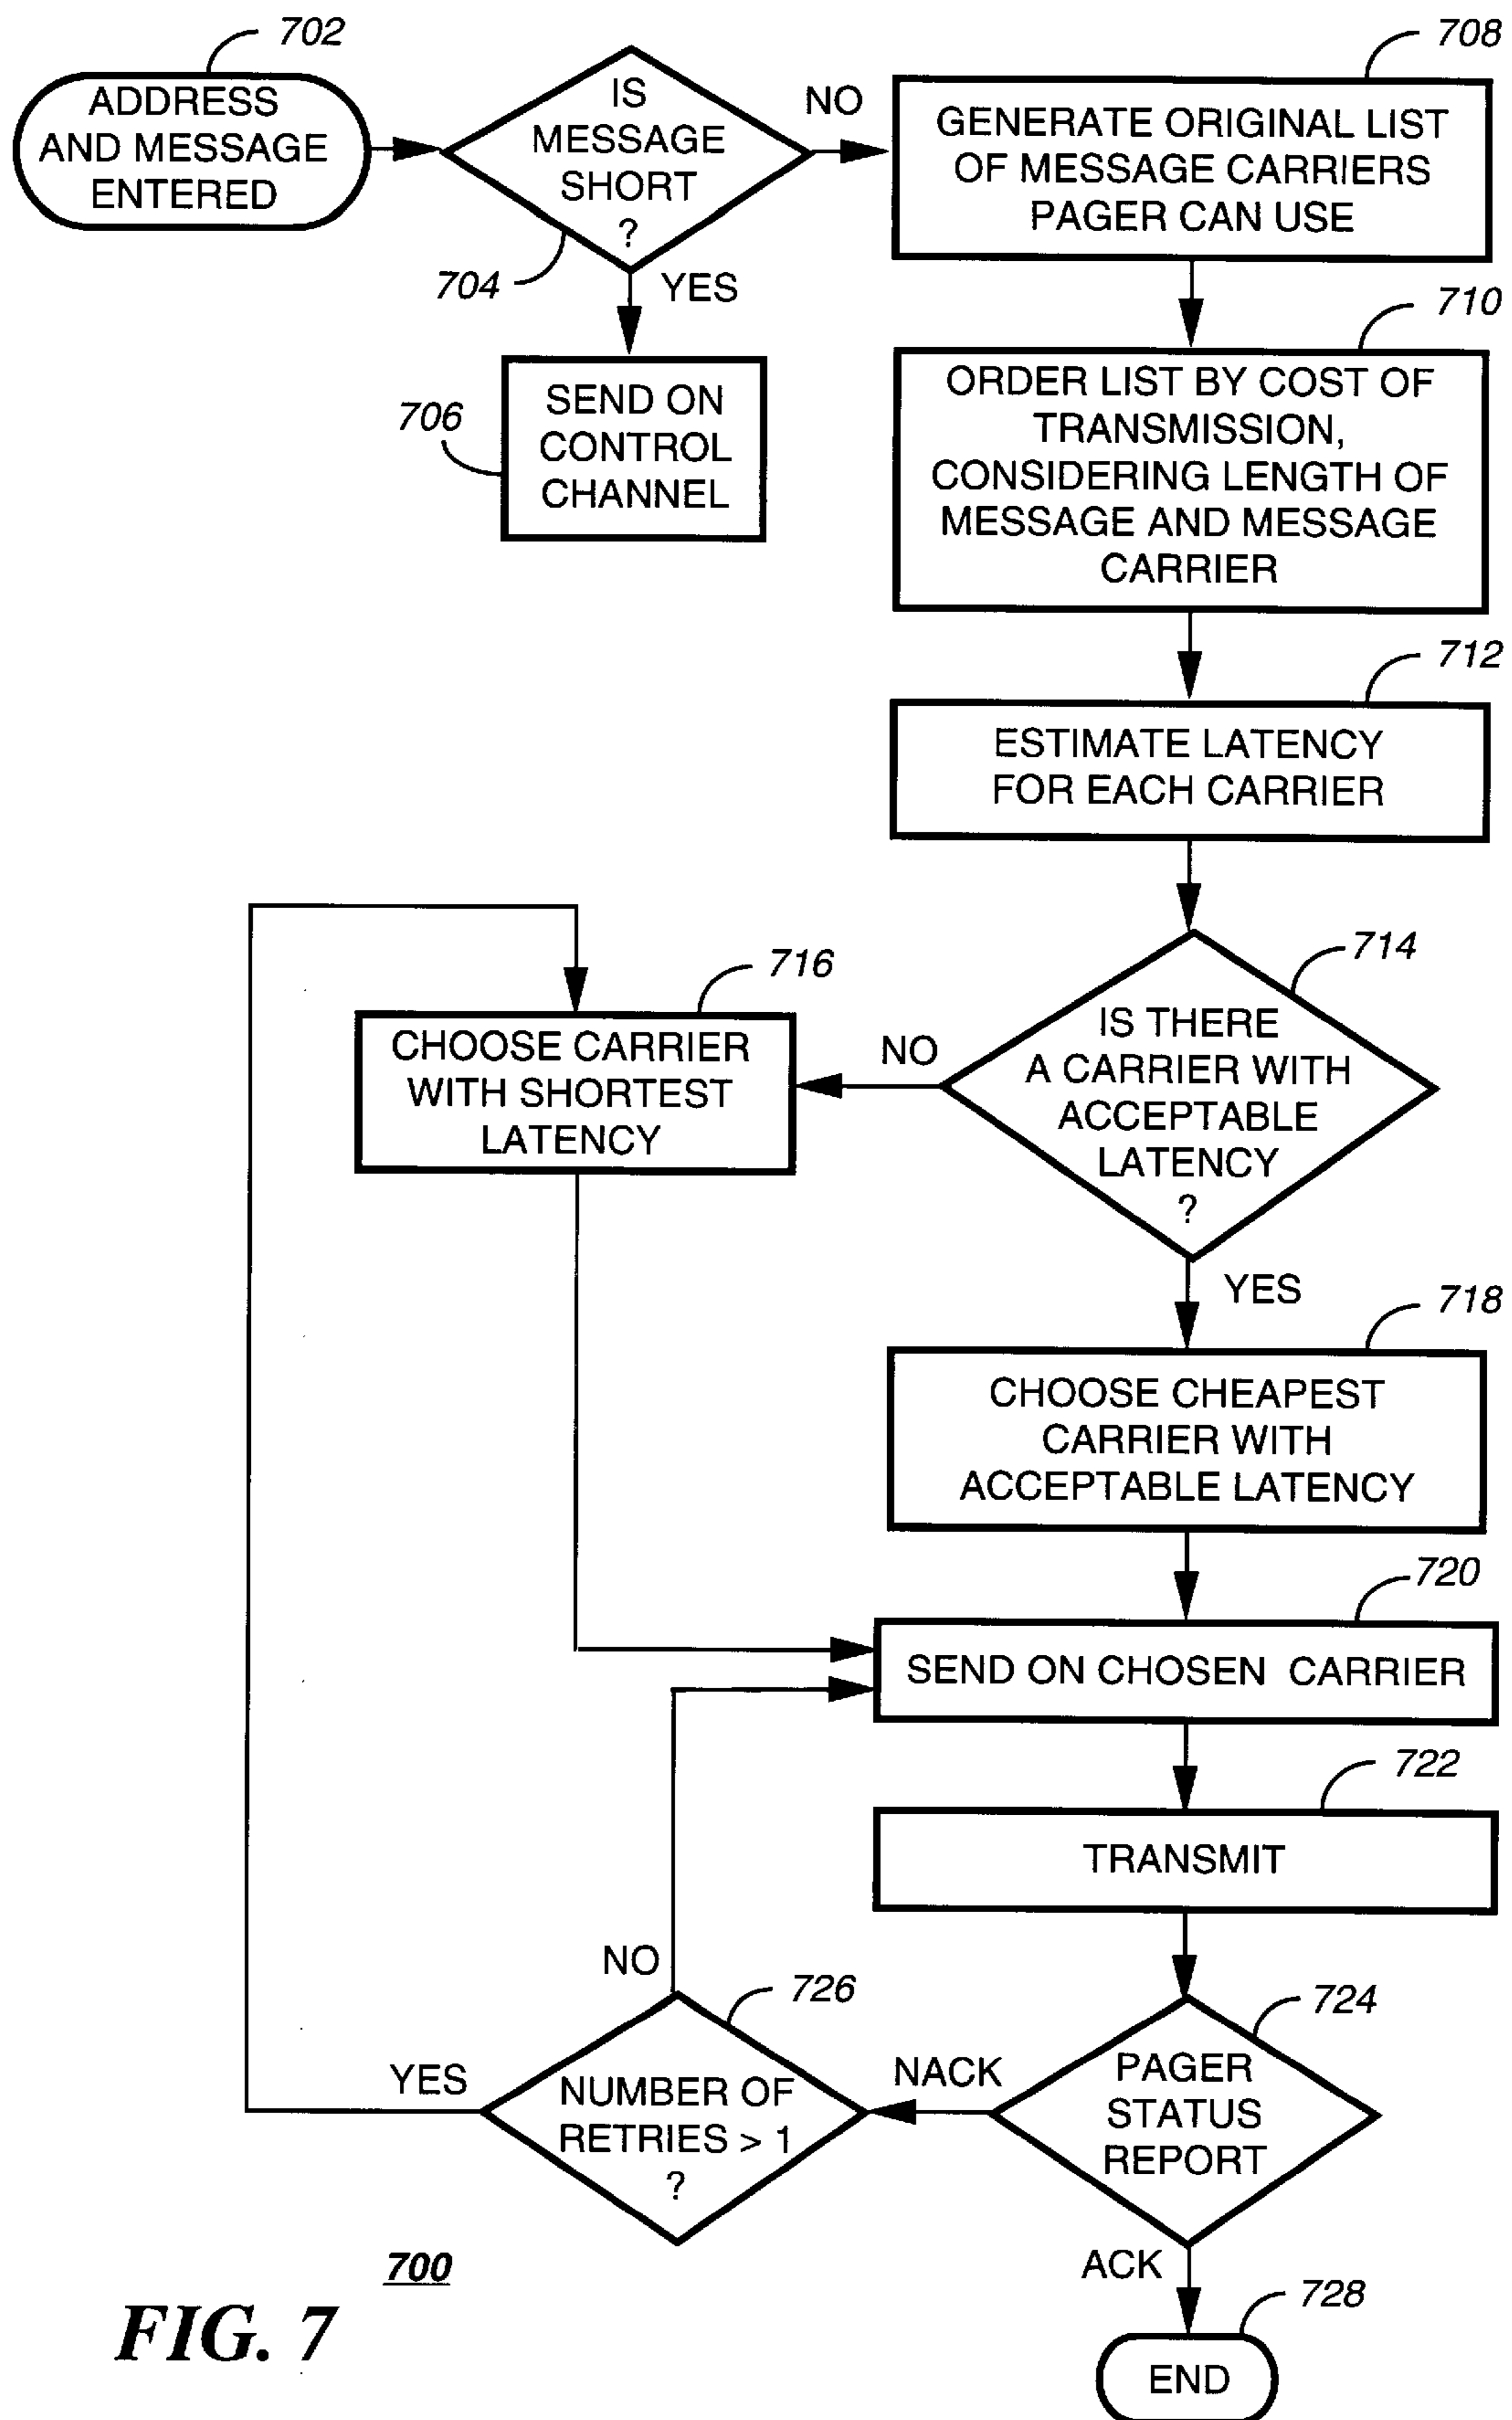 702
ADDRESS
AND MESSAGE
ENTERED
IS
MESSAGE
SHORT
?
704
NO
YES
706
SEND ON
CONTROL
CHANNEL
708
GENERATE ORIGINAL LIST
OF MESSAGE CARRIERS
PAGER CAN USE
710
ORDER LIST BY COST OF
TRANSMISSION,
CONSIDERING LENGTH OF
MESSAGE AND MESSAGE
CARRIER
712
ESTIMATE LATENCY
FOR EACH CARRIER
714
IS THERE
A CARRIER WITH
ACCEPTABLE
LATENCY
?
NO
716
CHOOSE CARRIER
WITH SHORTEST
LATENCY
YES
718
CHOOSE CHEAPEST
CARRIER WITH
ACCEPTABLE LATENCY
720
SEND ON CHOSEN CARRIER
722
TRANSMIT
724
PAGER
STATUS
REPORT
NACK
726
NUMBER OF
RETRIES > 1
?
NO
YES
ACK
728
END
700
FIG. 7